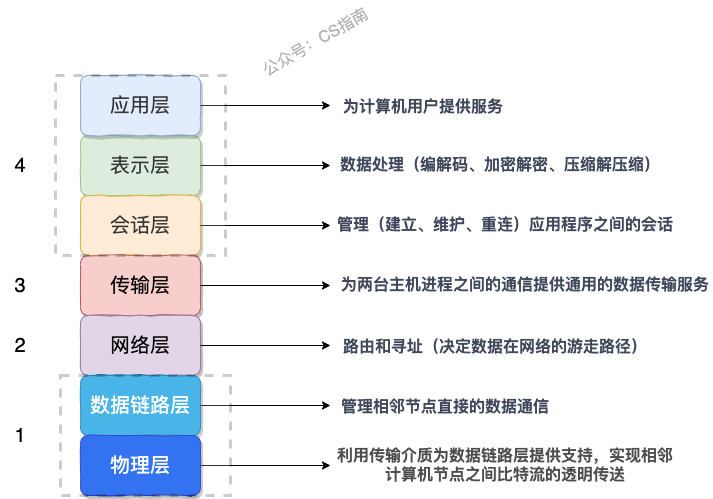 公众号：CS指南
应用层
为计算机用户提供服务
4
表示层
数据处理（编解码、加密解密、压缩解压缩）
会话层
管理（建立、维护、重连）应用程序之间的会话
3
传输层
为两台主机进程之间的通信提供通用的数据传输服务
2
网络层
路由和寻址（决定数据在网络的游走路径）
1
数据链路层
管理相邻节点直接的数据通信
物理层
利用传输介质为数据链路层提供支持，实现相邻
计算机节点之间比特流的透明传送